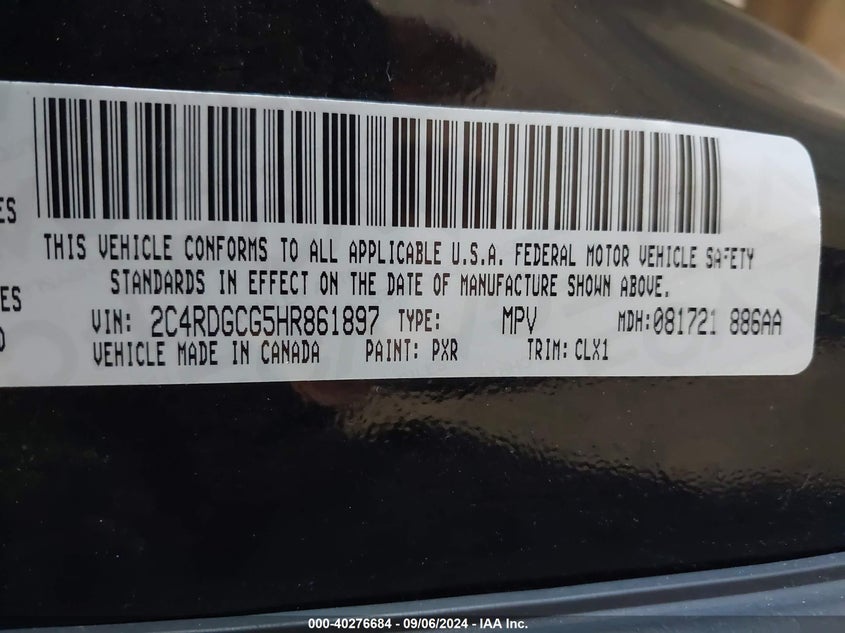 ES
THIS VEHICLE CONFORMS TO ALL APPLICABLE U.S.A. FEDERAL MOTOR VEHICLE SAFETY
STANDARDS IN EFFECT ON THE DATE OF MANUFACTURE SHOWN ABOVE.
ES
VIN: 2C4RDGCG5HR861897 TYPE: MPV MDH:081721 886AA
VEHICLE MADE IN CANADA PAINT: PXR TRIM: CLX1
000-40276684 - 09/06/2024 - IAA Inc.